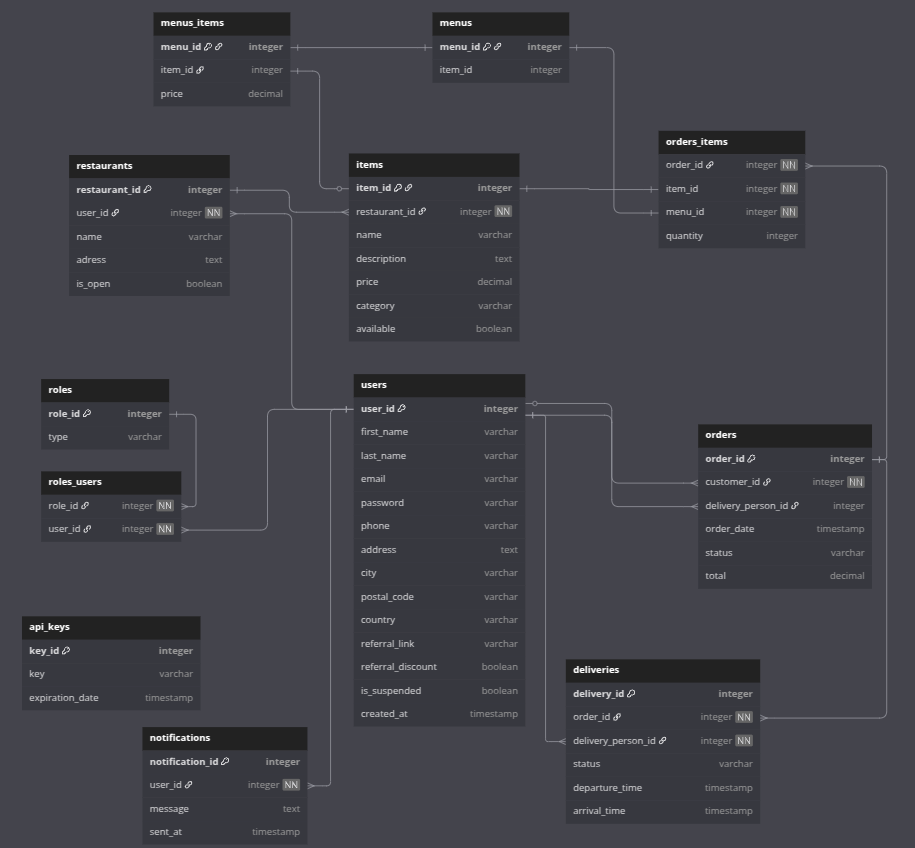 menus_items
menu_id integer
item_id integer
price decimal
menus
menu_id integer
item_id integer
orders_items
order_id integer NN
item_id integer NN
menu_id integer NN
quantity integer
restaurants
restaurant_id integer
user_id integer NN
name varchar
adress text
is_open boolean
items
item_id integer
restaurant_id integer NN
name varchar
description text
price decimal
category varchar
available boolean
roles
role_id integer
type varchar
roles_users
role_id integer NN
user_id integer NN
users
user_id integer
first_name varchar
last_name varchar
email varchar
password varchar
phone varchar
address text
city varchar
postal_code varchar
country varchar
referral_link varchar
referral_discount boolean
is_suspended boolean
created_at timestamp
orders
order_id integer
customer_id integer NN
delivery_person_id integer
order_date timestamp
status varchar
total decimal
api_keys
key_id integer
key varchar
expiration_date timestamp
deliveries
delivery_id integer
order_id integer NN
delivery_person_id integer NN
status varchar
departure_time timestamp
arrival_time timestamp
notifications
notification_id integer
user_id integer NN
message text
sent_at timestamp